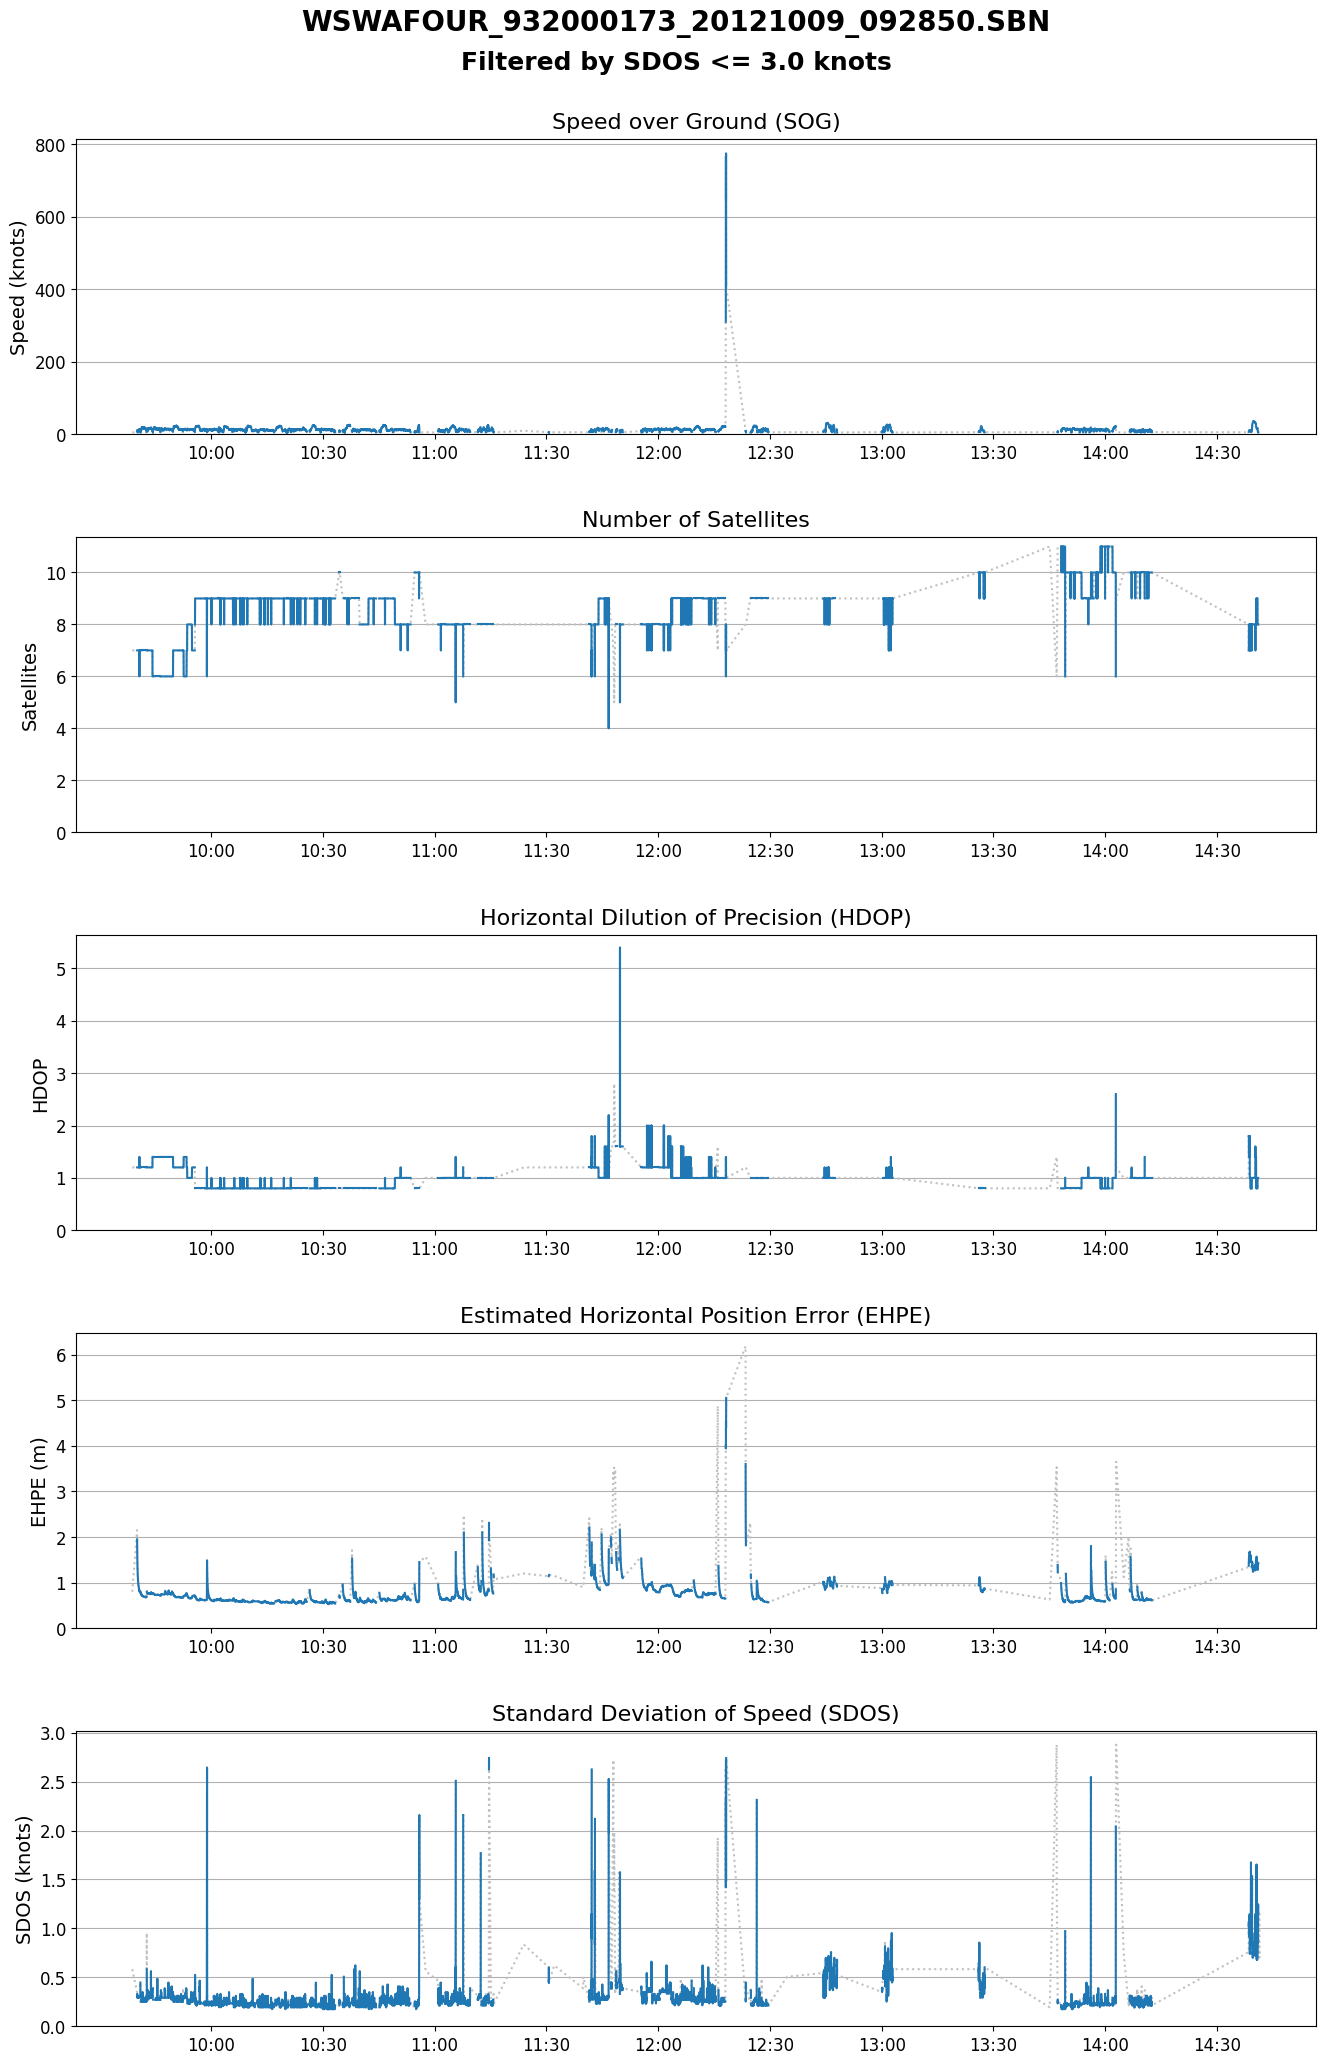 WSWAFOUR_932000173_20121009_092850.SBN
Filtered by SDOS <= 3.0 knots
Speed over Ground (SOG)
Speed (knots)
800
600
400
200
0
10:00 10:30 11:00 11:30 12:00 12:30 13:00 13:30 14:00 14:30
Number of Satellites
Satellites
10
8
6
4
2
0
10:00 10:30 11:00 11:30 12:00 12:30 13:00 13:30 14:00 14:30
Horizontal Dilution of Precision (HDOP)
HDOP
5
4
3
2
1
0
10:00 10:30 11:00 11:30 12:00 12:30 13:00 13:30 14:00 14:30
Estimated Horizontal Position Error (EHPE)
EHPE (m)
6
5
4
3
2
1
0
10:00 10:30 11:00 11:30 12:00 12:30 13:00 13:30 14:00 14:30
Standard Deviation of Speed (SDOS)
SDOS (knots)
3.0
2.5
2.0
1.5
1.0
0.5
0.0
10:00 10:30 11:00 11:30 12:00 12:30 13:00 13:30 14:00 14:30